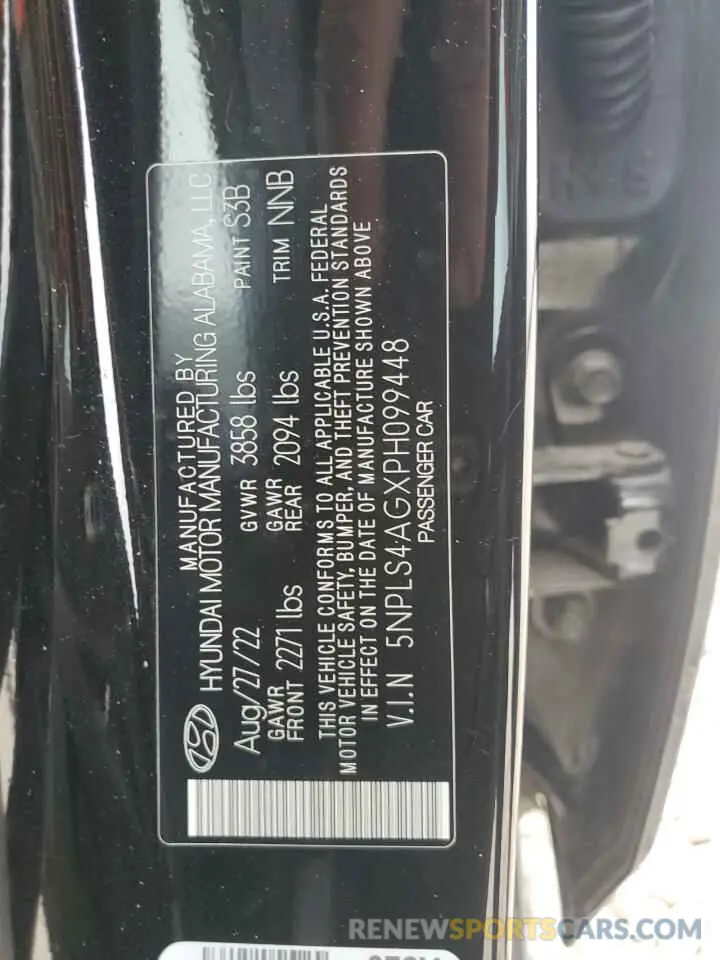 MANUFACTURED BY
HYUNDAI MOTOR MANUFACTURING ALABAMA, LLC
Aug/27/22 GVWR 3858 lbs PAINT S3B
GAWR FRONT 2271 lbs GAWR REAR 2094 lbs TRIM NNB
THIS VEHICLE CONFORMS TO ALL APPLICABLE U.S.A. FEDERAL
MOTOR VEHICLE SAFETY, BUMPER, AND THEFT PREVENTION STANDARDS
IN EFFECT ON THE DATE OF MANUFACTURE SHOWN ABOVE
V.I.N 5NPLS4AGXPH099448
PASSENGER CAR
RENEWSPORTSCARS.COM